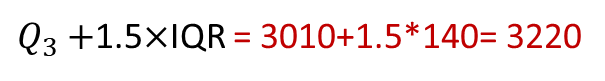 Q₃ +1.5×IQR = 3010+1.5*140= 3220